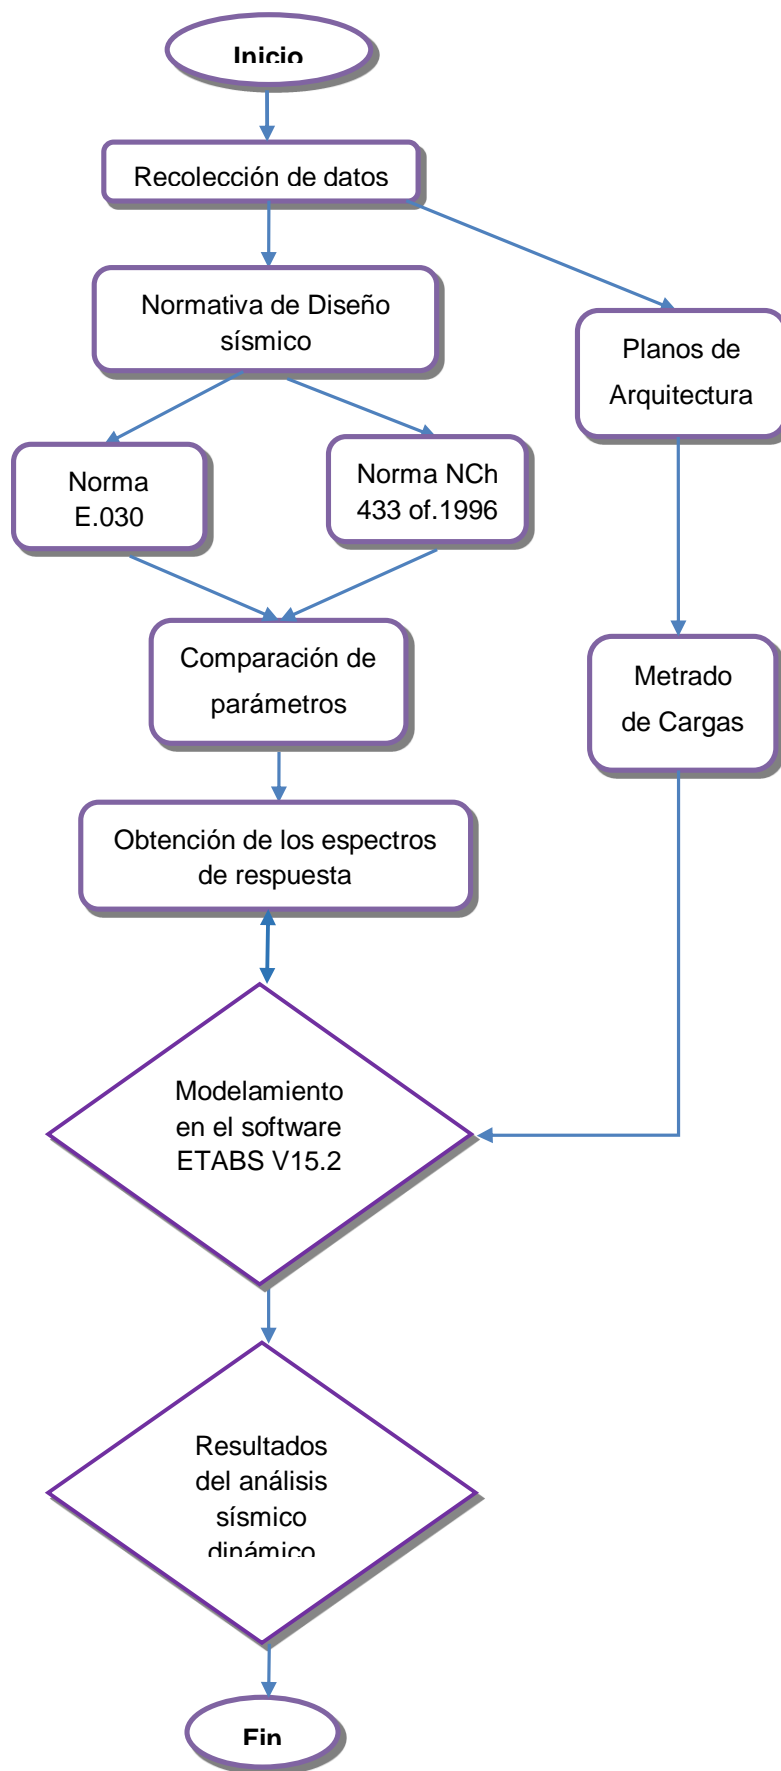 Inicio
Recolección de datos
Normativa de Diseño
sísmico
Planos de
Arquitectura
Norma
E.030
Norma NCh
433 of.1996
Comparación de
parámetros
Metrado
de Cargas
Obtención de los espectros
de respuesta
Modelamiento
en el software
ETABS V15.2
Resultados
del análisis
sísmico
dinámico
Fin